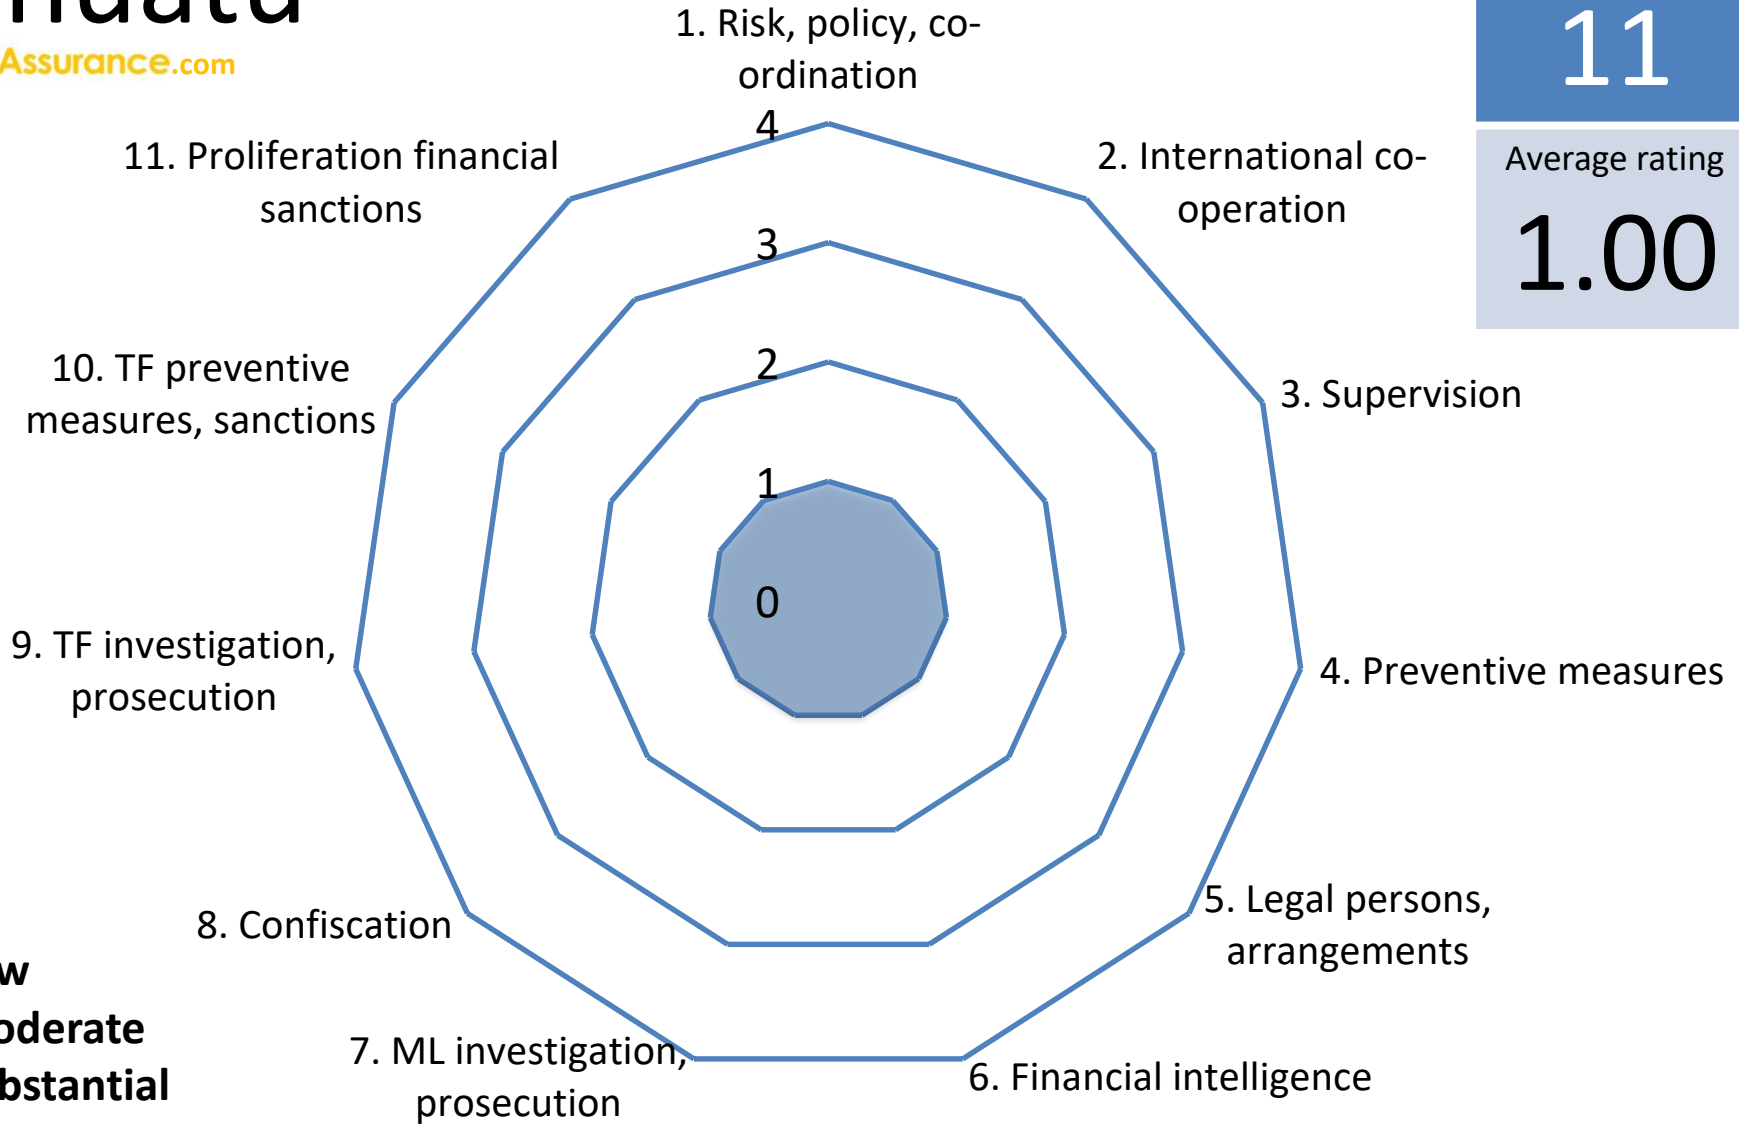 Assurance.com
1. Risk, policy, co-
ordination
11
Average rating
1.00
4
3
2
1
0
11. Proliferation financial
sanctions
2. International co-
operation
10. TF preventive
measures, sanctions
3. Supervision
9. TF investigation,
prosecution
4. Preventive measures
8. Confiscation
5. Legal persons,
arrangements
7. ML investigation,
prosecution
6. Financial intelligence
w
oderate
bstantial